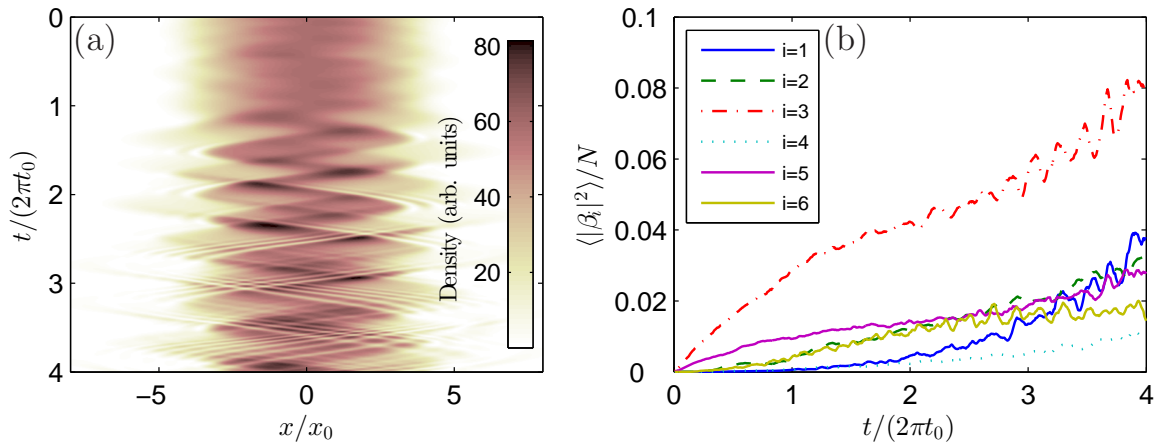 (a)
0
1
2
3
4
t/(2πt₀)
−5
0
5
x/x₀
Density (arb. units)
80
60
40
20
(b)
0.1
0.08
0.06
0.04
0.02
0
⟨|βᵢ|²⟩/N
i=1
i=2
i=3
i=4
i=5
i=6
0
1
2
3
4
t/(2πt₀)